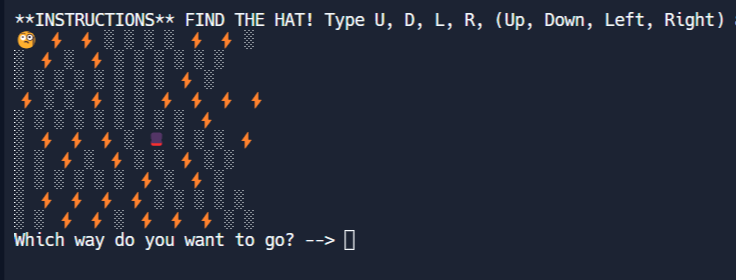 **INSTRUCTIONS** FIND THE HAT! Type U, D, L, R, (Up, Down, Left, Right)
Which way do you want to go? -->